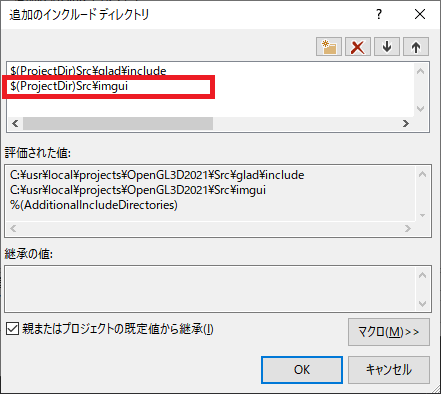 追加のインクルード ディレクトリ
$(ProjectDir)Src¥glad¥include
$(ProjectDir)Src¥imgui
評価された値:
C:¥usr¥local¥projects¥OpenGL3D2021¥Src¥glad¥include
C:¥usr¥local¥projects¥OpenGL3D2021¥Src¥imgui
%(AdditionalIncludeDirectories)
継承の値:
親またはプロジェクトの既定値から継承(I)
マクロ(M)>>
OK
キャンセル